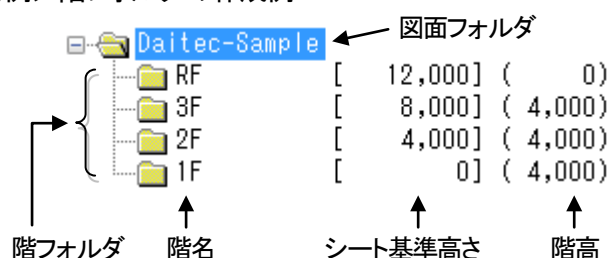 図面フォルダ
Daitec-Sample
RF [ 12,000] ( 0)
3F [ 8,000] ( 4,000)
2F [ 4,000] ( 4,000)
1F [ 0] ( 4,000)
階フォルダ 階名 シート基準高さ 階高